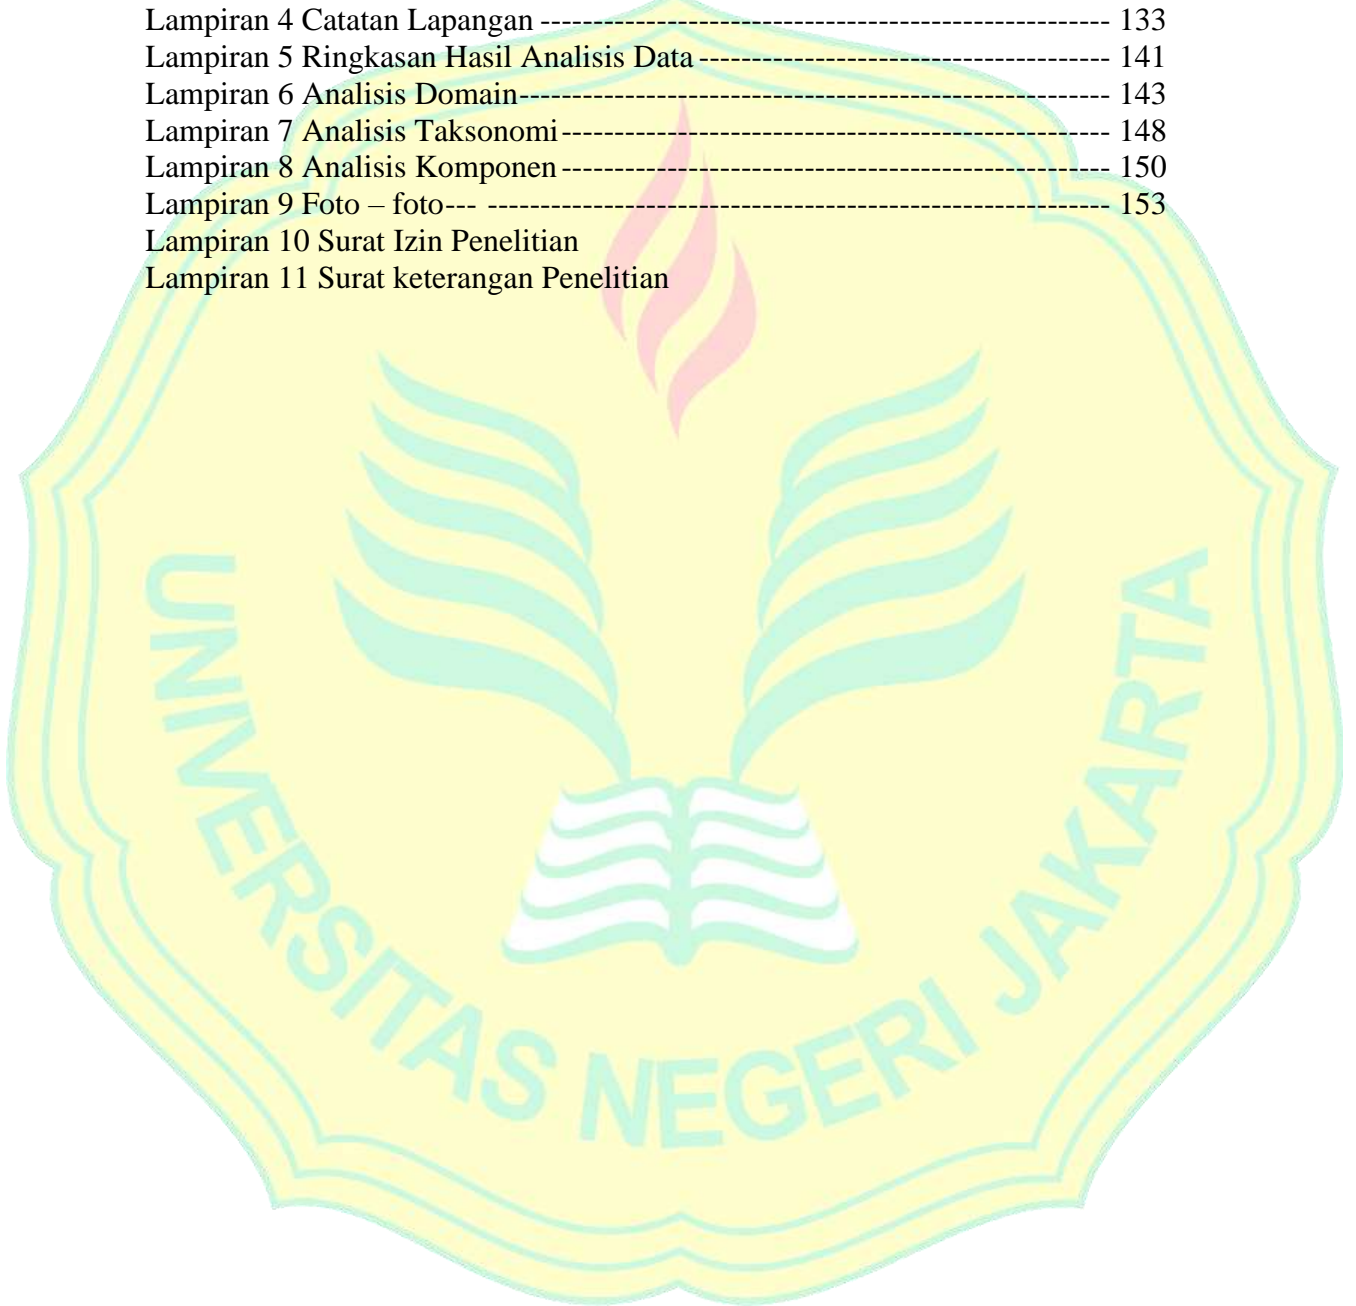 Lampiran 4 Catatan Lapangan ------------------------------------------------------- 133
Lampiran 5 Ringkasan Hasil Analisis Data ---------------------------------------- 141
Lampiran 6 Analisis Domain--------------------------------------------------------- 143
Lampiran 7 Analisis Taksonomi ----------------------------------------------------- 148
Lampiran 8 Analisis Komponen ----------------------------------------------------- 150
Lampiran 9 Foto – foto--- ------------------------------------------------------------ 153
Lampiran 10 Surat Izin Penelitian
Lampiran 11 Surat keterangan Penelitian
UNIVERSITAS NEGERI JAKARTA